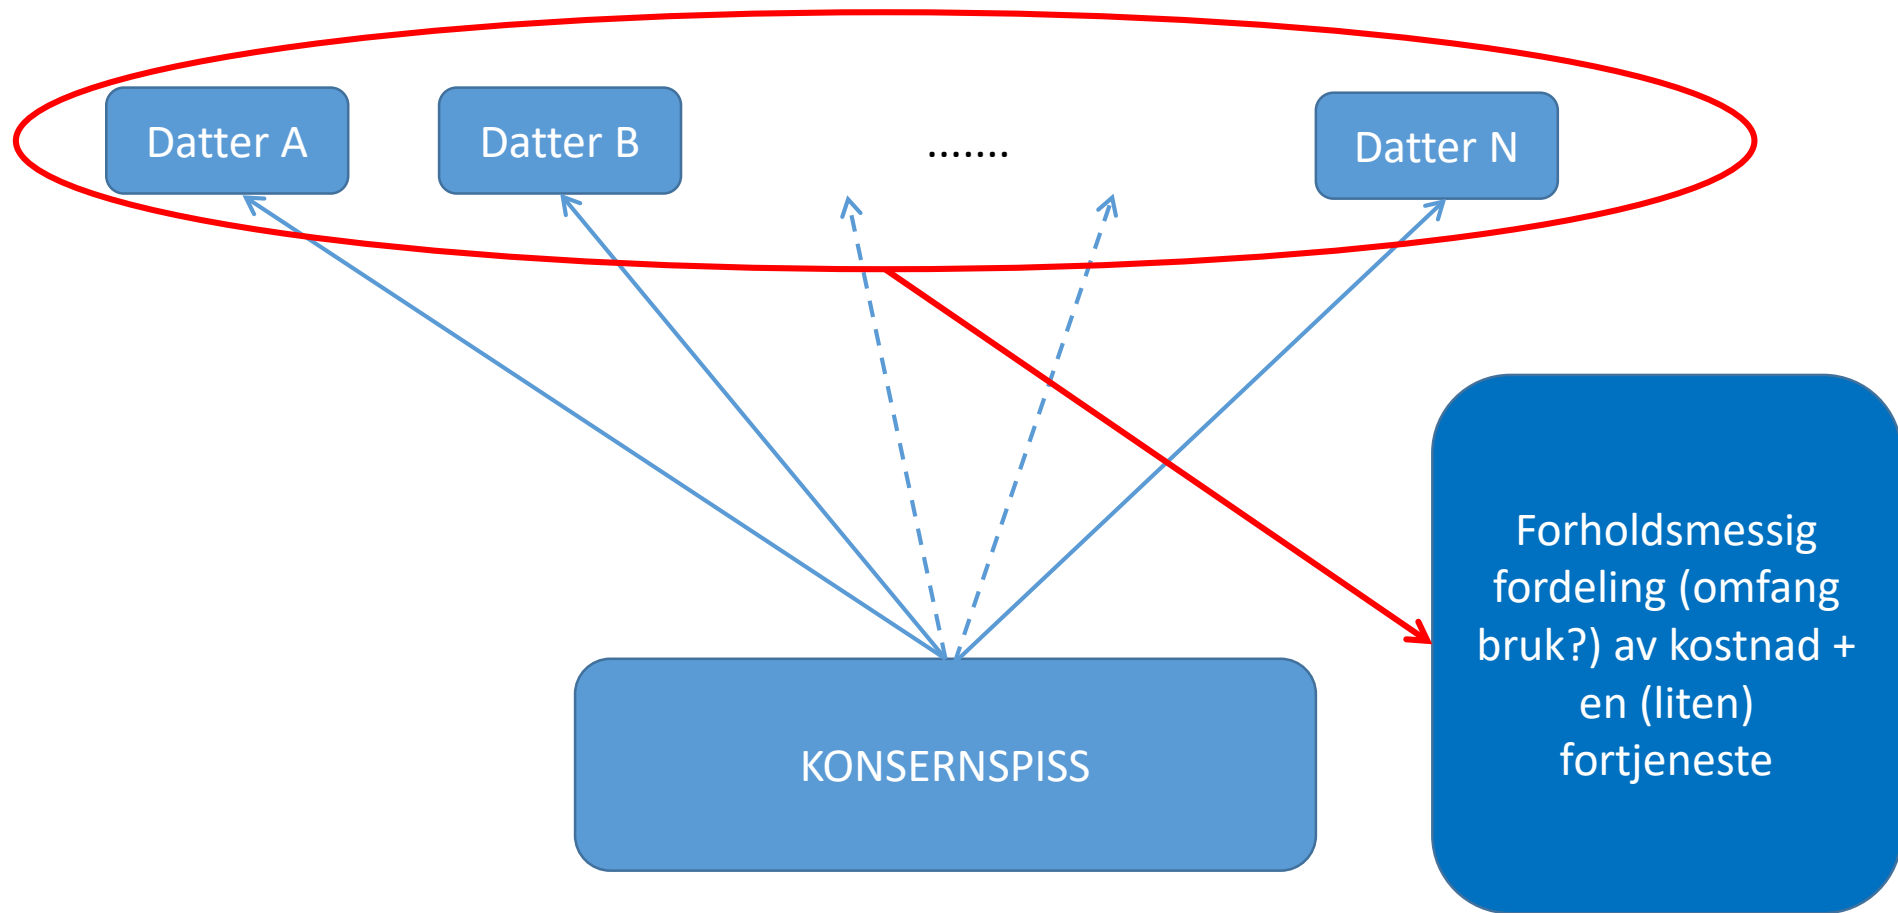 Datter A
Datter B
.......
Datter N
Forholdsmessig
fordeling (omfang
bruk?) av kostnad +
en (liten)
fortjeneste
KONSERNSPISS